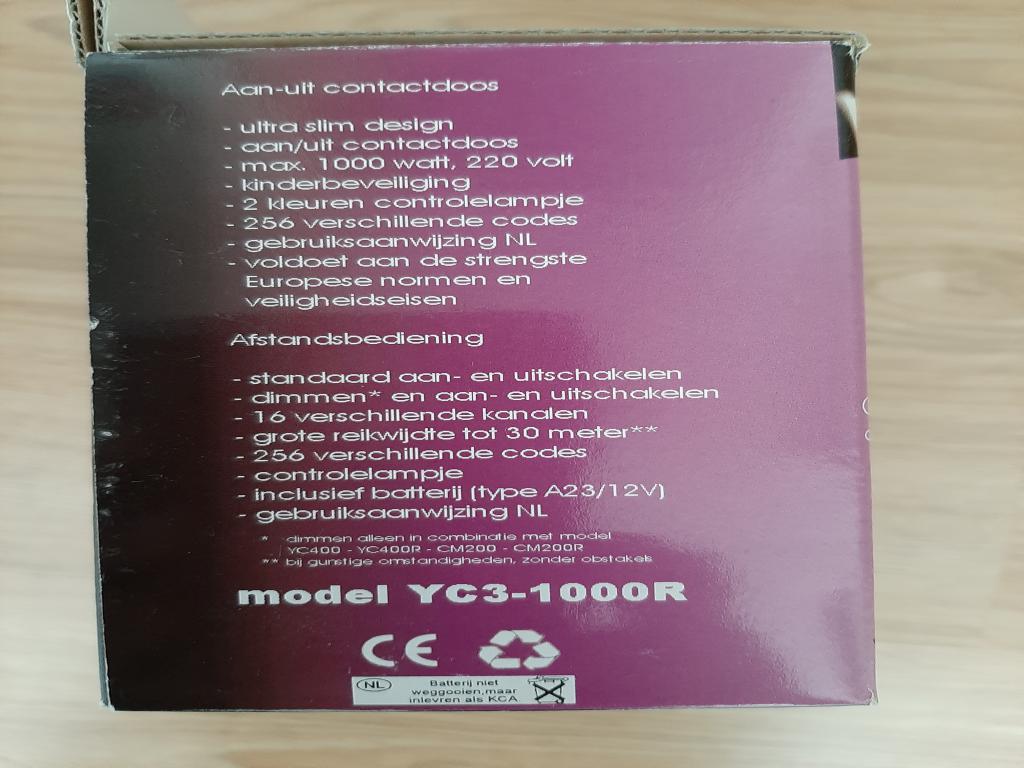 Aan-uit contactdoos
- ultra slim design
- aan/uit contactdoos
- max. 1000 watt, 220 volt
- kinderbeveiliging
- 2 kleuren controlelampje
- 256 verschillende codes
- gebruiksaanwijzing NL
- voldoet aan de strengste
Europese normen en
veiligheidseisen
Afstandsbediening
- standaard aan- en uitschakelen
- dimmen* en aan- en uitschakelen
- 16 verschillende kanalen
- grote reikwijdte tot 30 meter**
- 256 verschillende codes
- controlelampje
- inclusief batterij (type A23/12V)
- gebruiksaanwijzing NL
* dimmen alleen in combinatie met model
YC400 - YC400R - CM200 - CM200R
** bij gunstige omstandigheden, zonder obstakels
model YC3-1000R
CE
NL
Batterij niet
weggooien,maar
inleveren als KCA